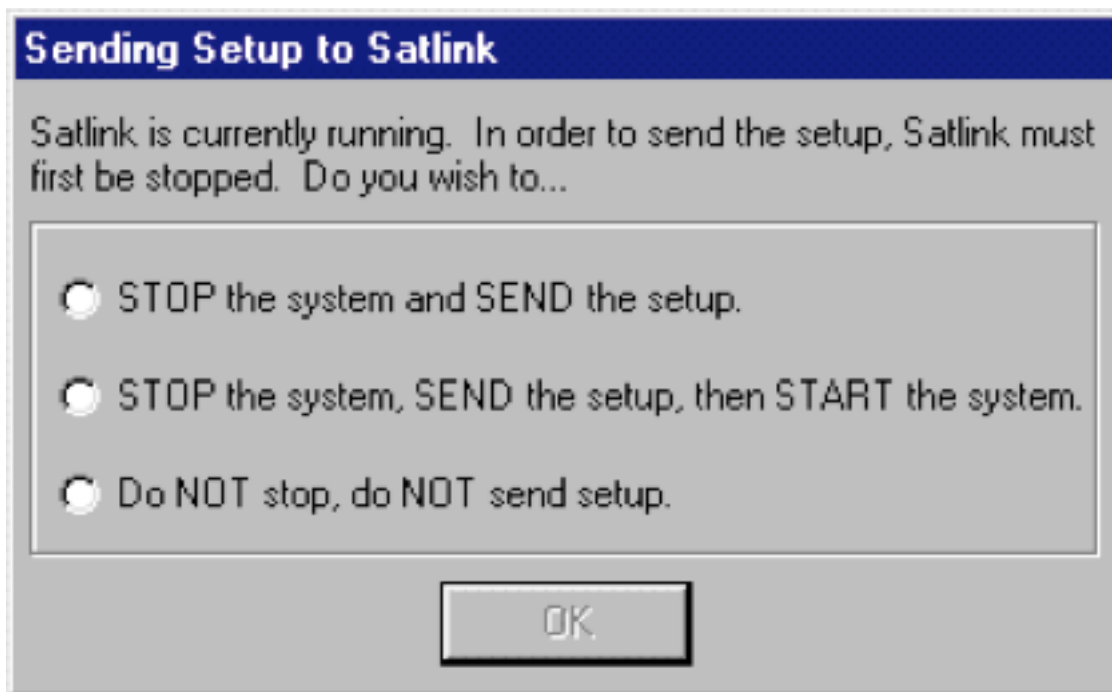 Sending Setup to Satlink
Satlink is currently running.  In order to send the setup, Satlink must
first be stopped.  Do you wish to...
STOP the system and SEND the setup.
STOP the system, SEND the setup, then START the system.
Do NOT stop, do NOT send setup.
OK